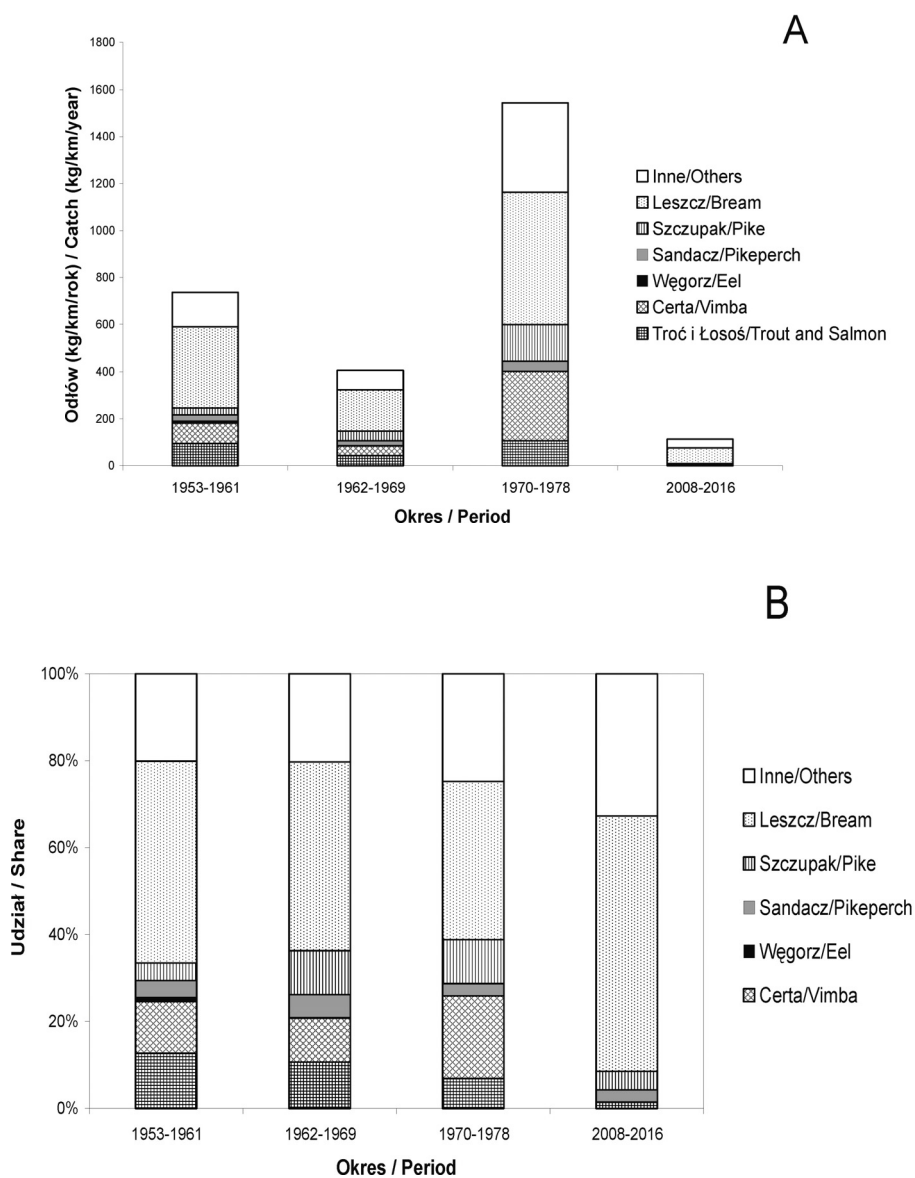 A
1800
1600
1400
1200
1000
800
600
400
200
0
Odłów (kg/km/rok) / Catch (kg/km/year)
Inne/Others
Leszcz/Bream
Szczupak/Pike
Sandacz/Pikeperch
Węgorz/Eel
Certa/Vimba
Troć i Łosoś/Trout and Salmon
1953-1961 1962-1969 1970-1978 2008-2016
Okres / Period
B
100%
80%
60%
40%
20%
0%
Udział / Share
Inne/Others
Leszcz/Bream
Szczupak/Pike
Sandacz/Pikeperch
Węgorz/Eel
Certa/Vimba
1953-1961 1962-1969 1970-1978 2008-2016
Okres / Period